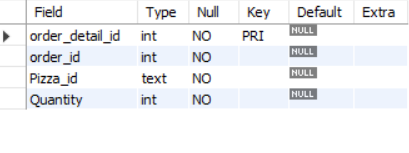 Field Type Null Key Default Extra
order_detail_id int NO PRI NULL
order_id int NO NULL
Pizza_id text NO NULL
Quantity int NO NULL